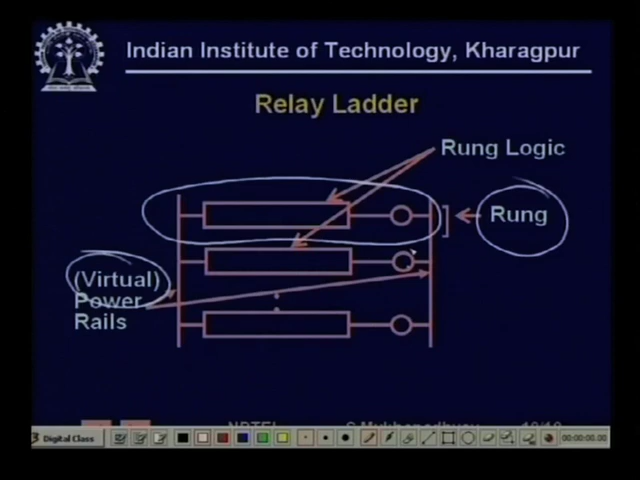 Indian Institute of Technology, Kharagpur
Relay Ladder
Rung Logic
Rung
(Virtual)
Power
Rails
Digital Class
00:00:00.00